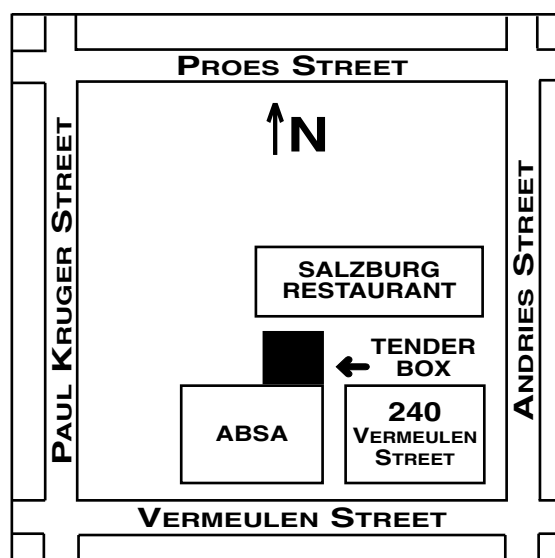 PROES STREET
N
PAUL KRUGER STREET
ANDRIES STREET
SALZBURG
RESTAURANT
TENDER
BOX
ABSA
240
VERMEULEN
STREET
VERMEULEN STREET